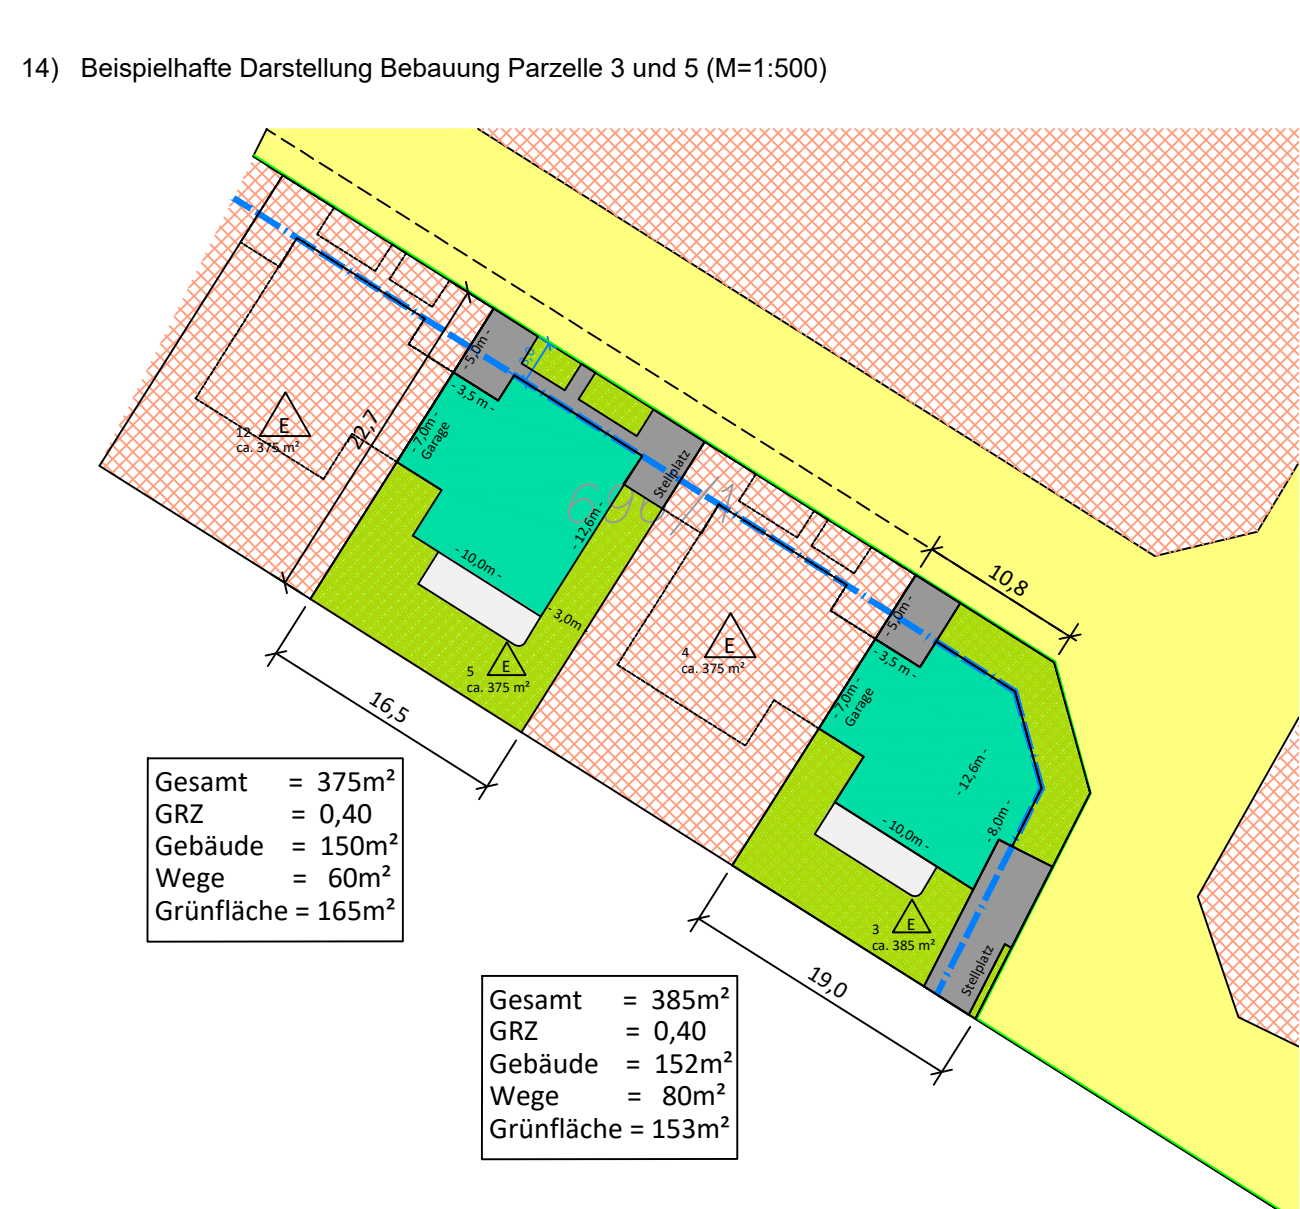 14) Beispielhafte Darstellung Bebauung Parzelle 3 und 5 (M=1:500)
- 5,0m -
3,0
- 3,5 m -
- 7,0m -
Garage
22,7
E
12
ca. 375 m²
Stellplatz
690/1
- 12,6m -
- 10,0m -
- 3,0m
E
5
ca. 375 m²
16,5
10,8
- 5,0m -
- 3,5 m -
E
4
ca. 375 m²
- 7,0m -
Garage
- 12,6m -
- 8,0m -
- 10,0m -
E
3
ca. 385 m²
Stellplatz
19,0
Gesamt = 375m²
GRZ = 0,40
Gebäude = 150m²
Wege = 60m²
Grünfläche = 165m²
Gesamt = 385m²
GRZ = 0,40
Gebäude = 152m²
Wege = 80m²
Grünfläche = 153m²